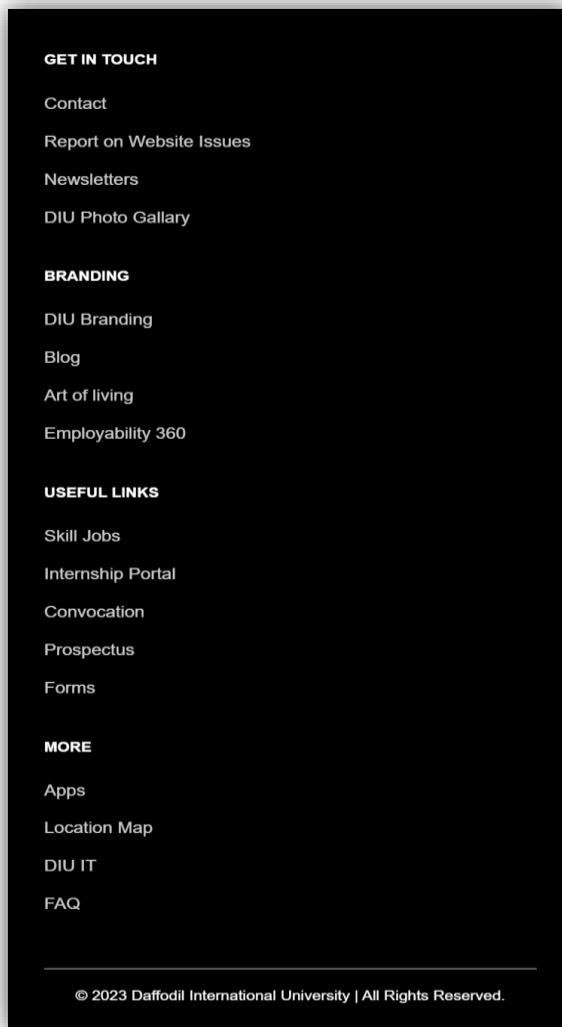 GET IN TOUCH
Contact
Report on Website Issues
Newsletters
DIU Photo Gallary
BRANDING
DIU Branding
Blog
Art of living
Employability 360
USEFUL LINKS
Skill Jobs
Internship Portal
Convocation
Prospectus
Forms
MORE
Apps
Location Map
DIU IT
FAQ
© 2023 Daffodil International University | All Rights Reserved.